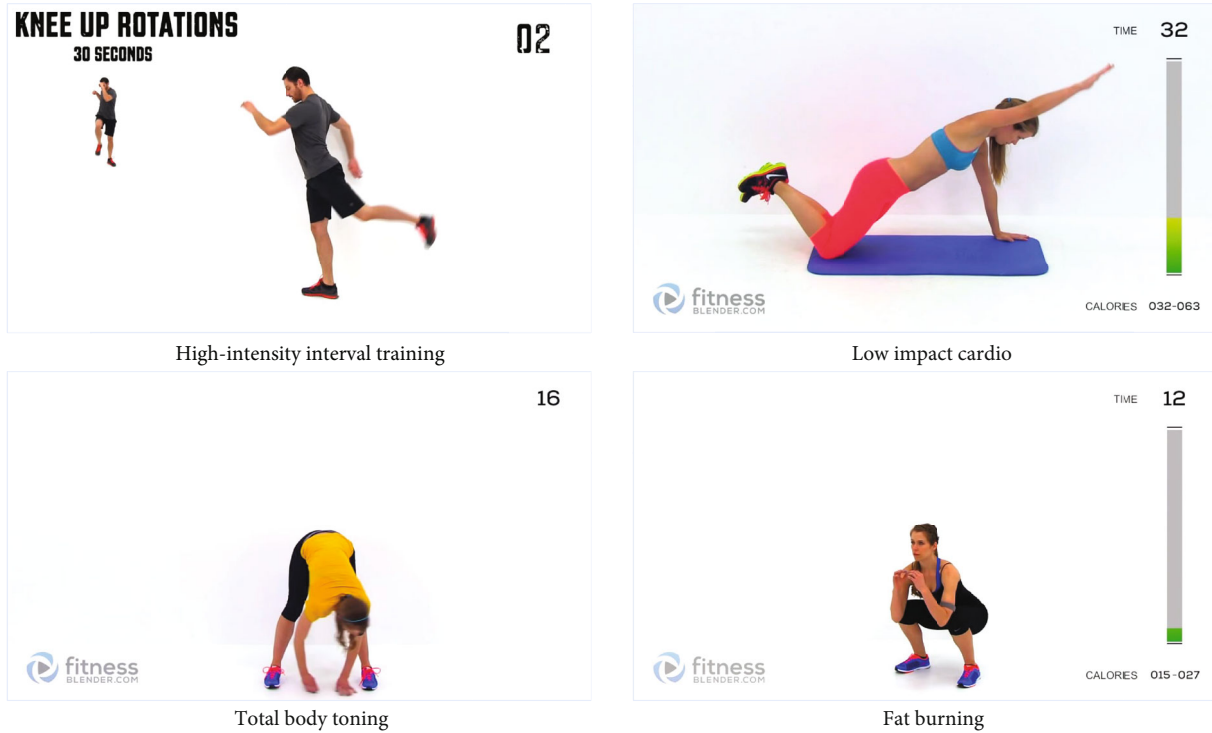 KNEE UP ROTATIONS
30 SECONDS
02
High-intensity interval training
TIME 32
fitness
BLENDER.COM
CALORIES 032-063
Low impact cardio
16
fitness
BLENDER.COM
Total body toning
TIME 12
fitness
BLENDER.COM
CALORIES 015-027
Fat burning